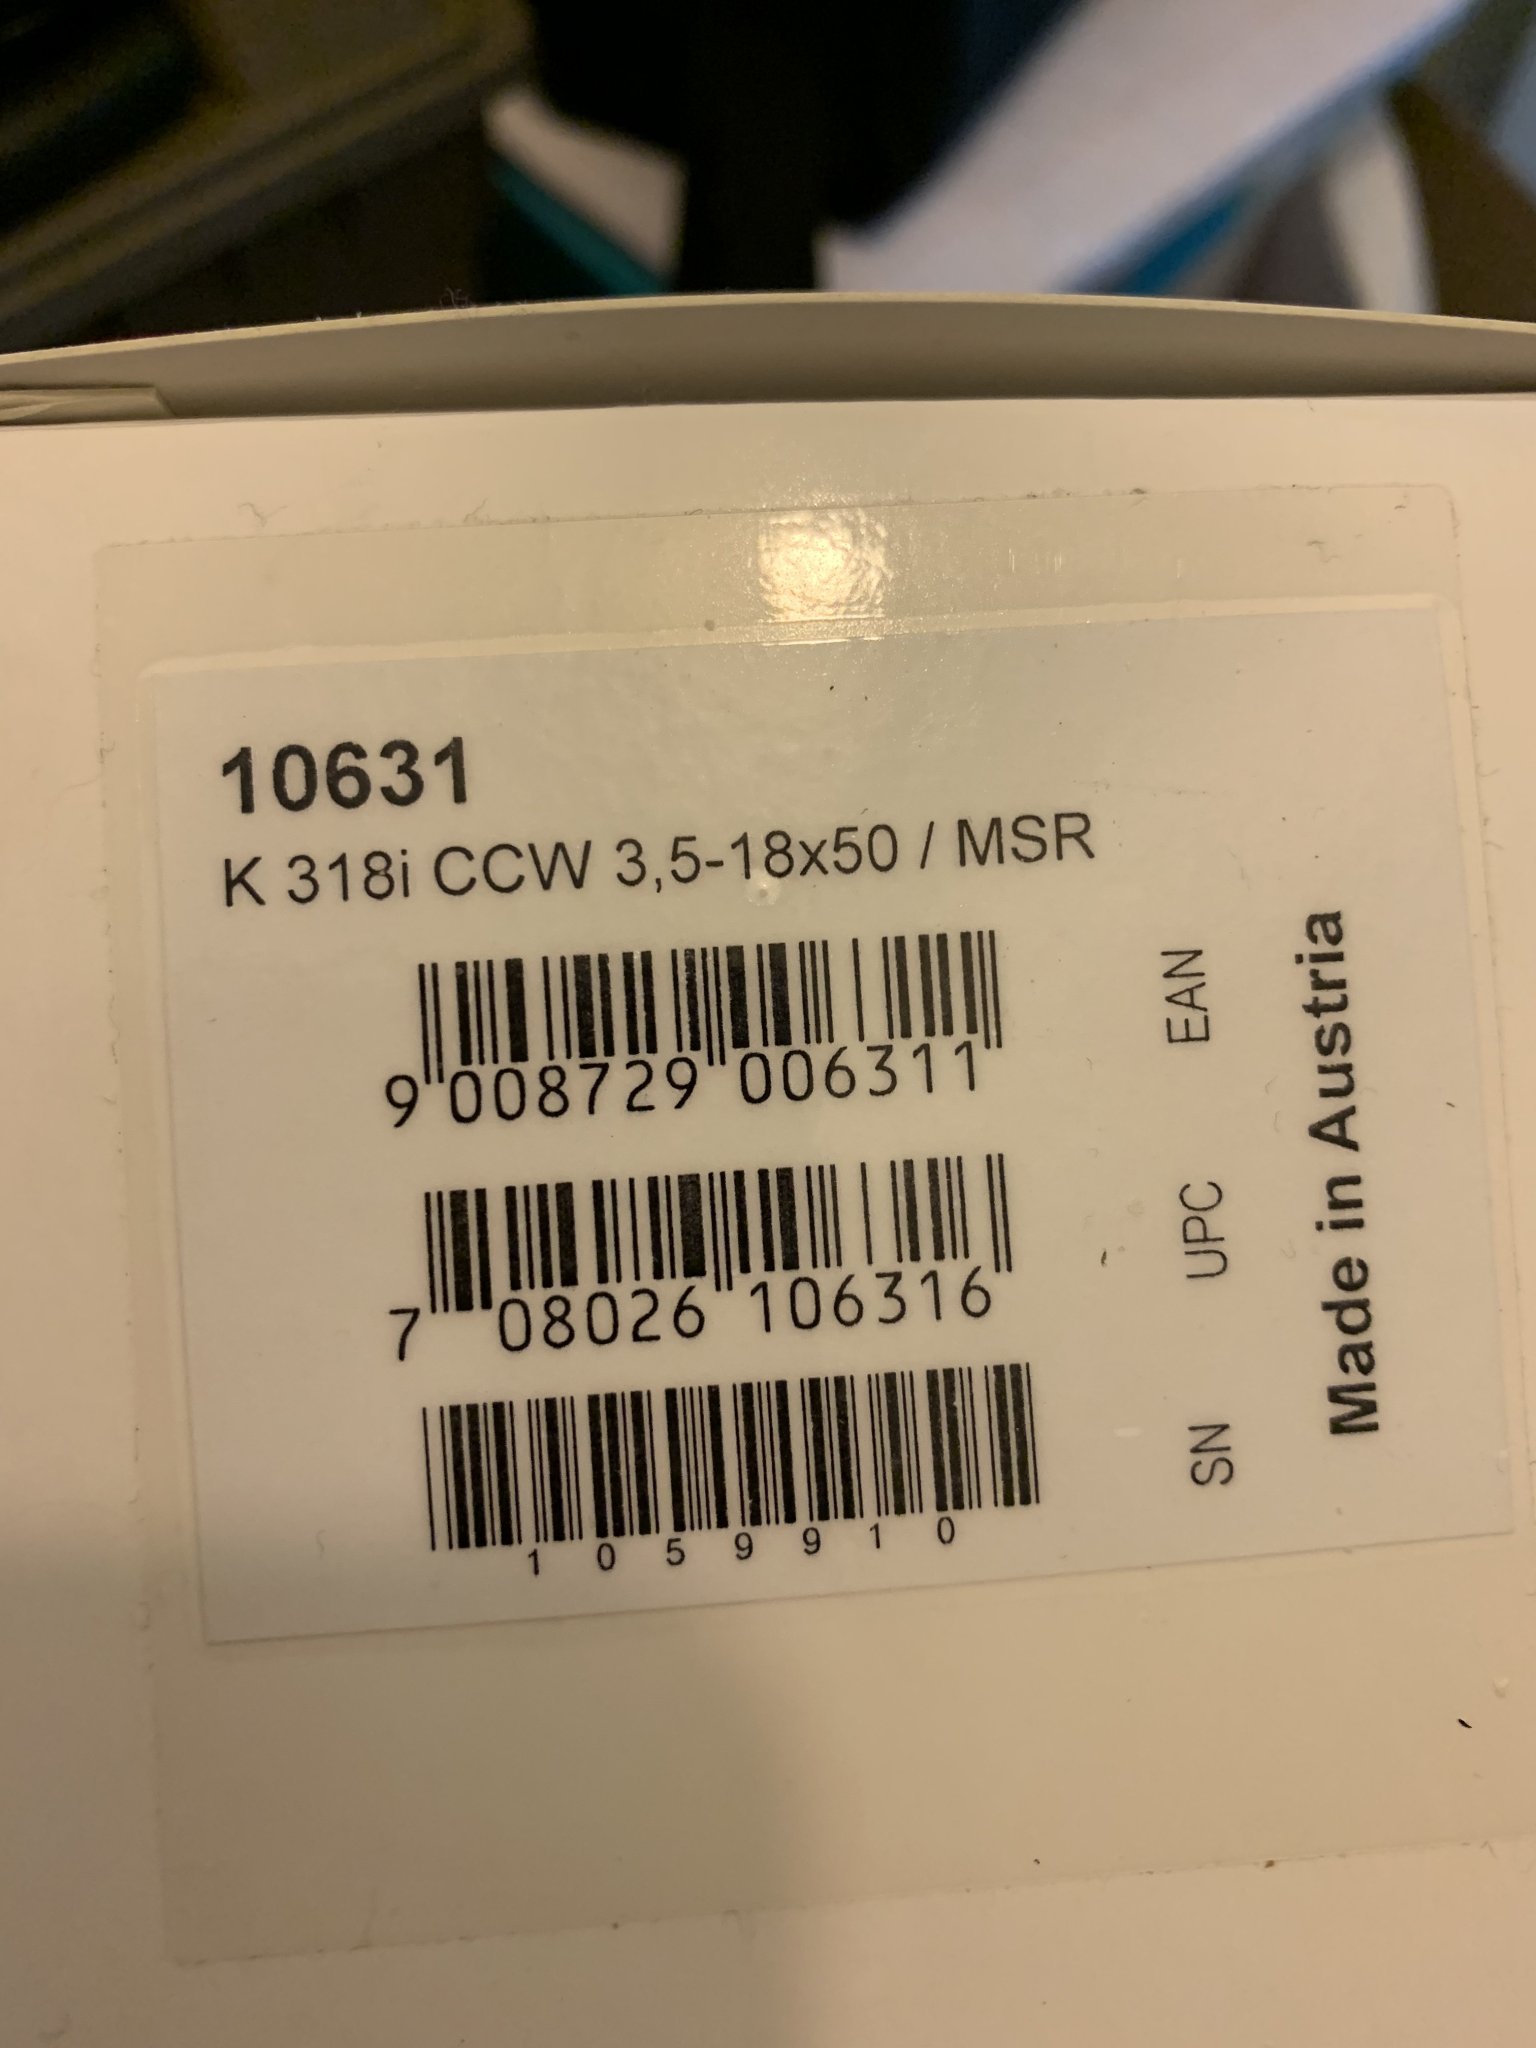 10631
K 318i CCW 3,5-18x50 / MSR
9 008729 006311
EAN
7 08026 106316
UPC
1059910
SN
Made in Austria